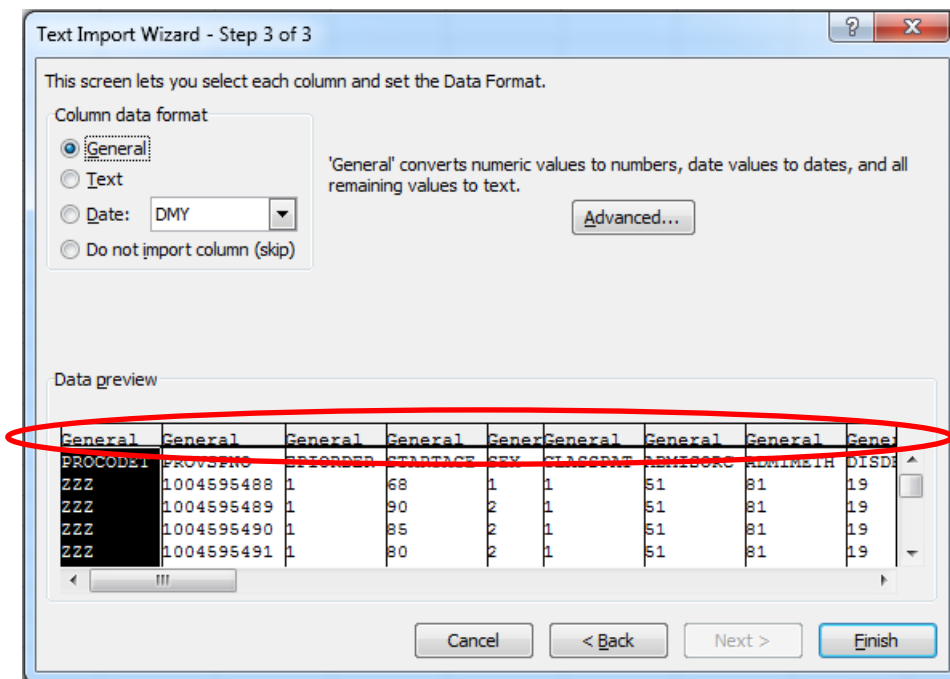 Text Import Wizard - Step 3 of 3
This screen lets you select each column and set the Data Format.
Column data format
General
Text
Date: DMY
Do not import column (skip)
'General' converts numeric values to numbers, date values to dates, and all
remaining values to text.
Advanced...
Data preview
General General General General Gener General General General Gener
PROCODET PROVSPNO EPIORDER STARTAGE SEX CLASSPAT ADMISORC ADMIMETH
ZZZ 1004595488 1 68 1 1 51 81 19
ZZZ 1004595489 1 90 2 1 51 81 19
ZZZ 1004595490 1 85 2 1 51 81 19
ZZZ 1004595491 1 80 2 1 51 81 19
Cancel < Back Next > Finish